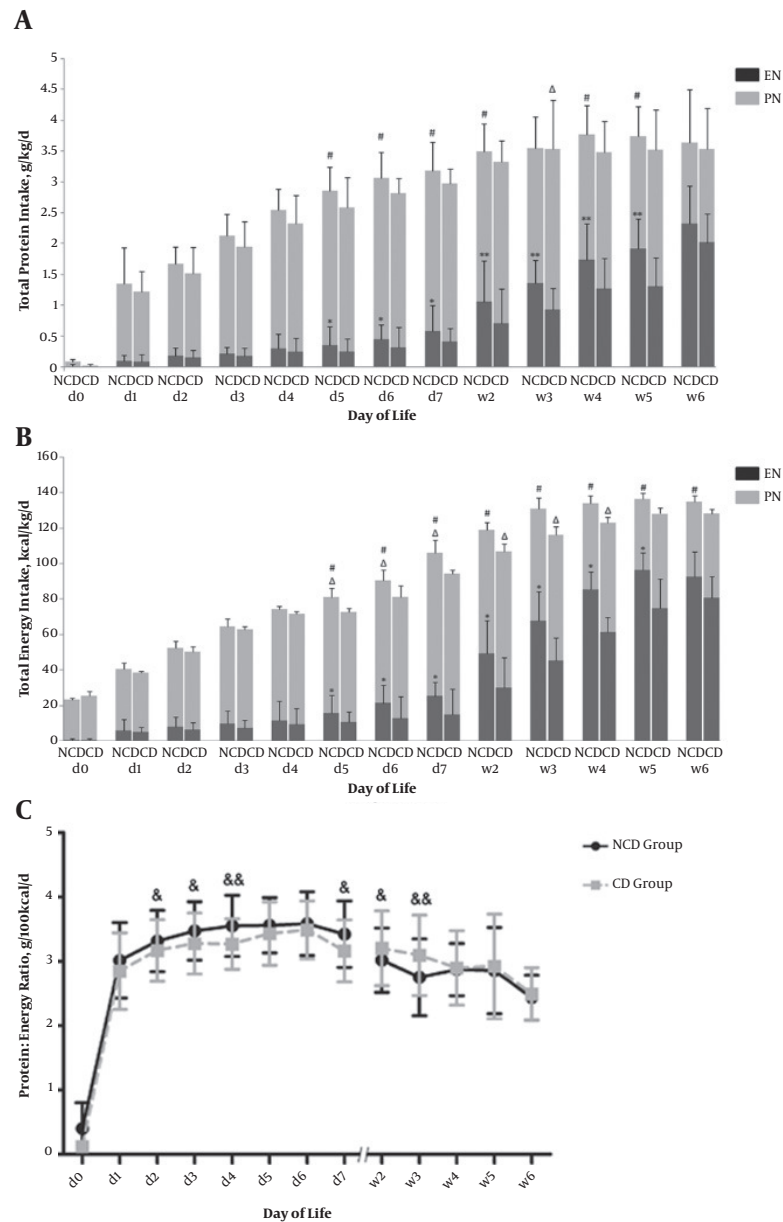 A
5
4.5
4
3.5
3
2.5
2
1.5
1
0.5
0
Total Protein Intake, g/kg/d
# # # # Δ # #
* * * ** ** ** **
EN
PN
NCDCD NCDCD NCDCD NCDCD NCDCD NCDCD NCDCD NCDCD NCDCD NCDCD NCDCD NCDCD NCDCD
d0 d1 d2 d3 d4 d5 d6 d7 w2 w3 w4 w5 w6
Day of Life
B
160
140
120
100
80
60
40
20
0
Total Energy Intake, kcal/kg/d
# # # # # # # #
Δ Δ Δ Δ Δ Δ
* * * * * * *
EN
PN
NCDCD NCDCD NCDCD NCDCD NCDCD NCDCD NCDCD NCDCD NCDCD NCDCD NCDCD NCDCD NCDCD
d0 d1 d2 d3 d4 d5 d6 d7 w2 w3 w4 w5 w6
Day of Life
C
5
4
3
2
1
0
Protein: Energy Ratio, g/100kcal/d
& & && & & &&
NCD Group
CD Group
d0 d1 d2 d3 d4 d5 d6 d7 w2 w3 w4 w5 w6
Day of Life